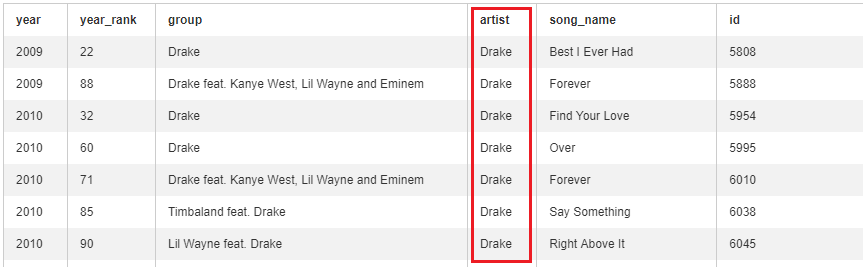 year year_rank group artist song_name id
2009 22 Drake Drake Best I Ever Had 5808
2009 88 Drake feat. Kanye West, Lil Wayne and Eminem Drake Forever 5888
2010 32 Drake Drake Find Your Love 5954
2010 60 Drake Drake Over 5995
2010 71 Drake feat. Kanye West, Lil Wayne and Eminem Drake Forever 6010
2010 85 Timbaland feat. Drake Drake Say Something 6038
2010 90 Lil Wayne feat. Drake Drake Right Above It 6045